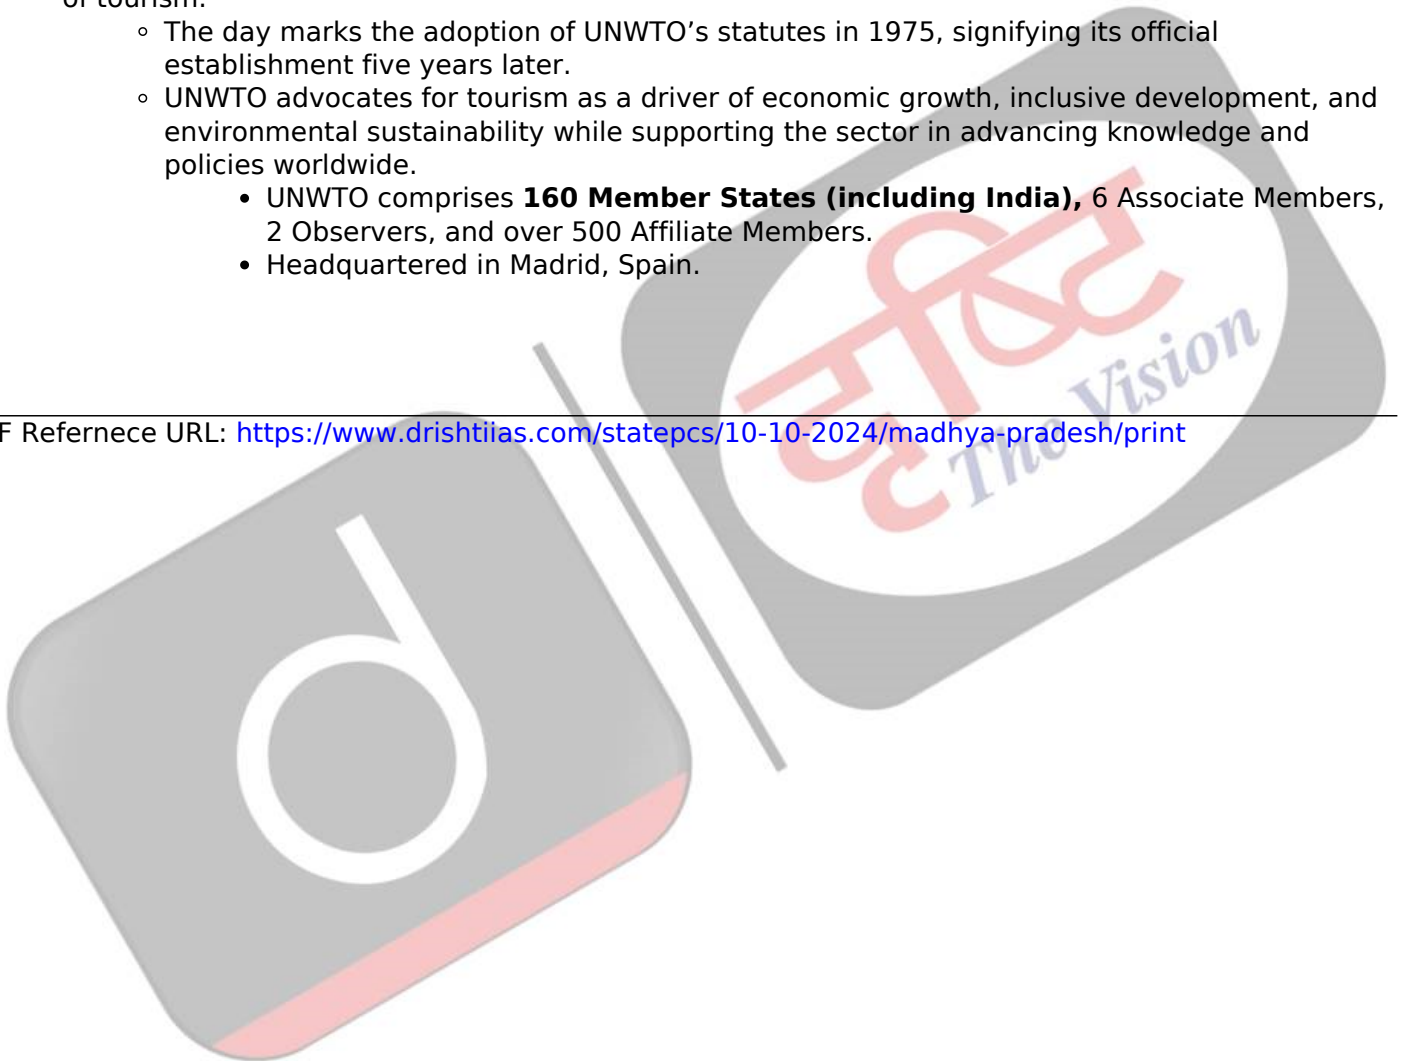 of tourism.
The day marks the adoption of UNWTO’s statutes in 1975, signifying its official
establishment five years later.
UNWTO advocates for tourism as a driver of economic growth, inclusive development, and
environmental sustainability while supporting the sector in advancing knowledge and
policies worldwide.
UNWTO comprises 160 Member States (including India), 6 Associate Members,
2 Observers, and over 500 Affiliate Members.
Headquartered in Madrid, Spain.
दृष्टि
The Vision
F Refernece URL: https://www.drishtiias.com/statepcs/10-10-2024/madhya-pradesh/print
d